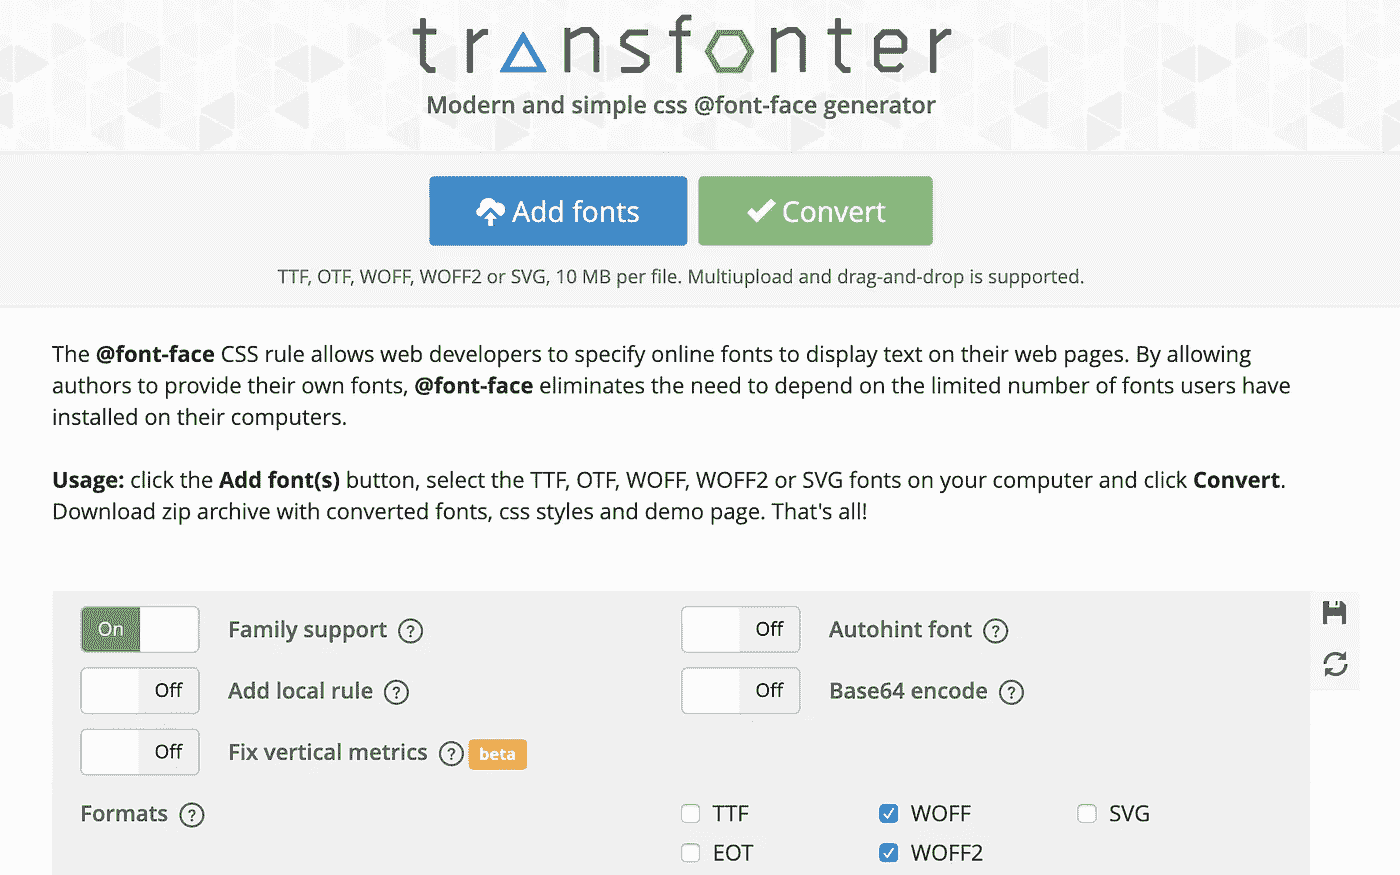 transfonter
Modern and simple css @font-face generator
Add fonts
Convert
TTF, OTF, WOFF, WOFF2 or SVG, 10 MB per file. Multiupload and drag-and-drop is supported.
The @font-face CSS rule allows web developers to specify online fonts to display text on their web pages. By allowing
authors to provide their own fonts, @font-face eliminates the need to depend on the limited number of fonts users have
installed on their computers.
Usage: click the Add font(s) button, select the TTF, OTF, WOFF, WOFF2 or SVG fonts on your computer and click Convert.
Download zip archive with converted fonts, css styles and demo page. That's all!
On Family support ?
Off Autohint font ?
Off Add local rule ?
Off Base64 encode ?
Off Fix vertical metrics ? beta
Formats ?
TTF WOFF SVG
EOT WOFF2